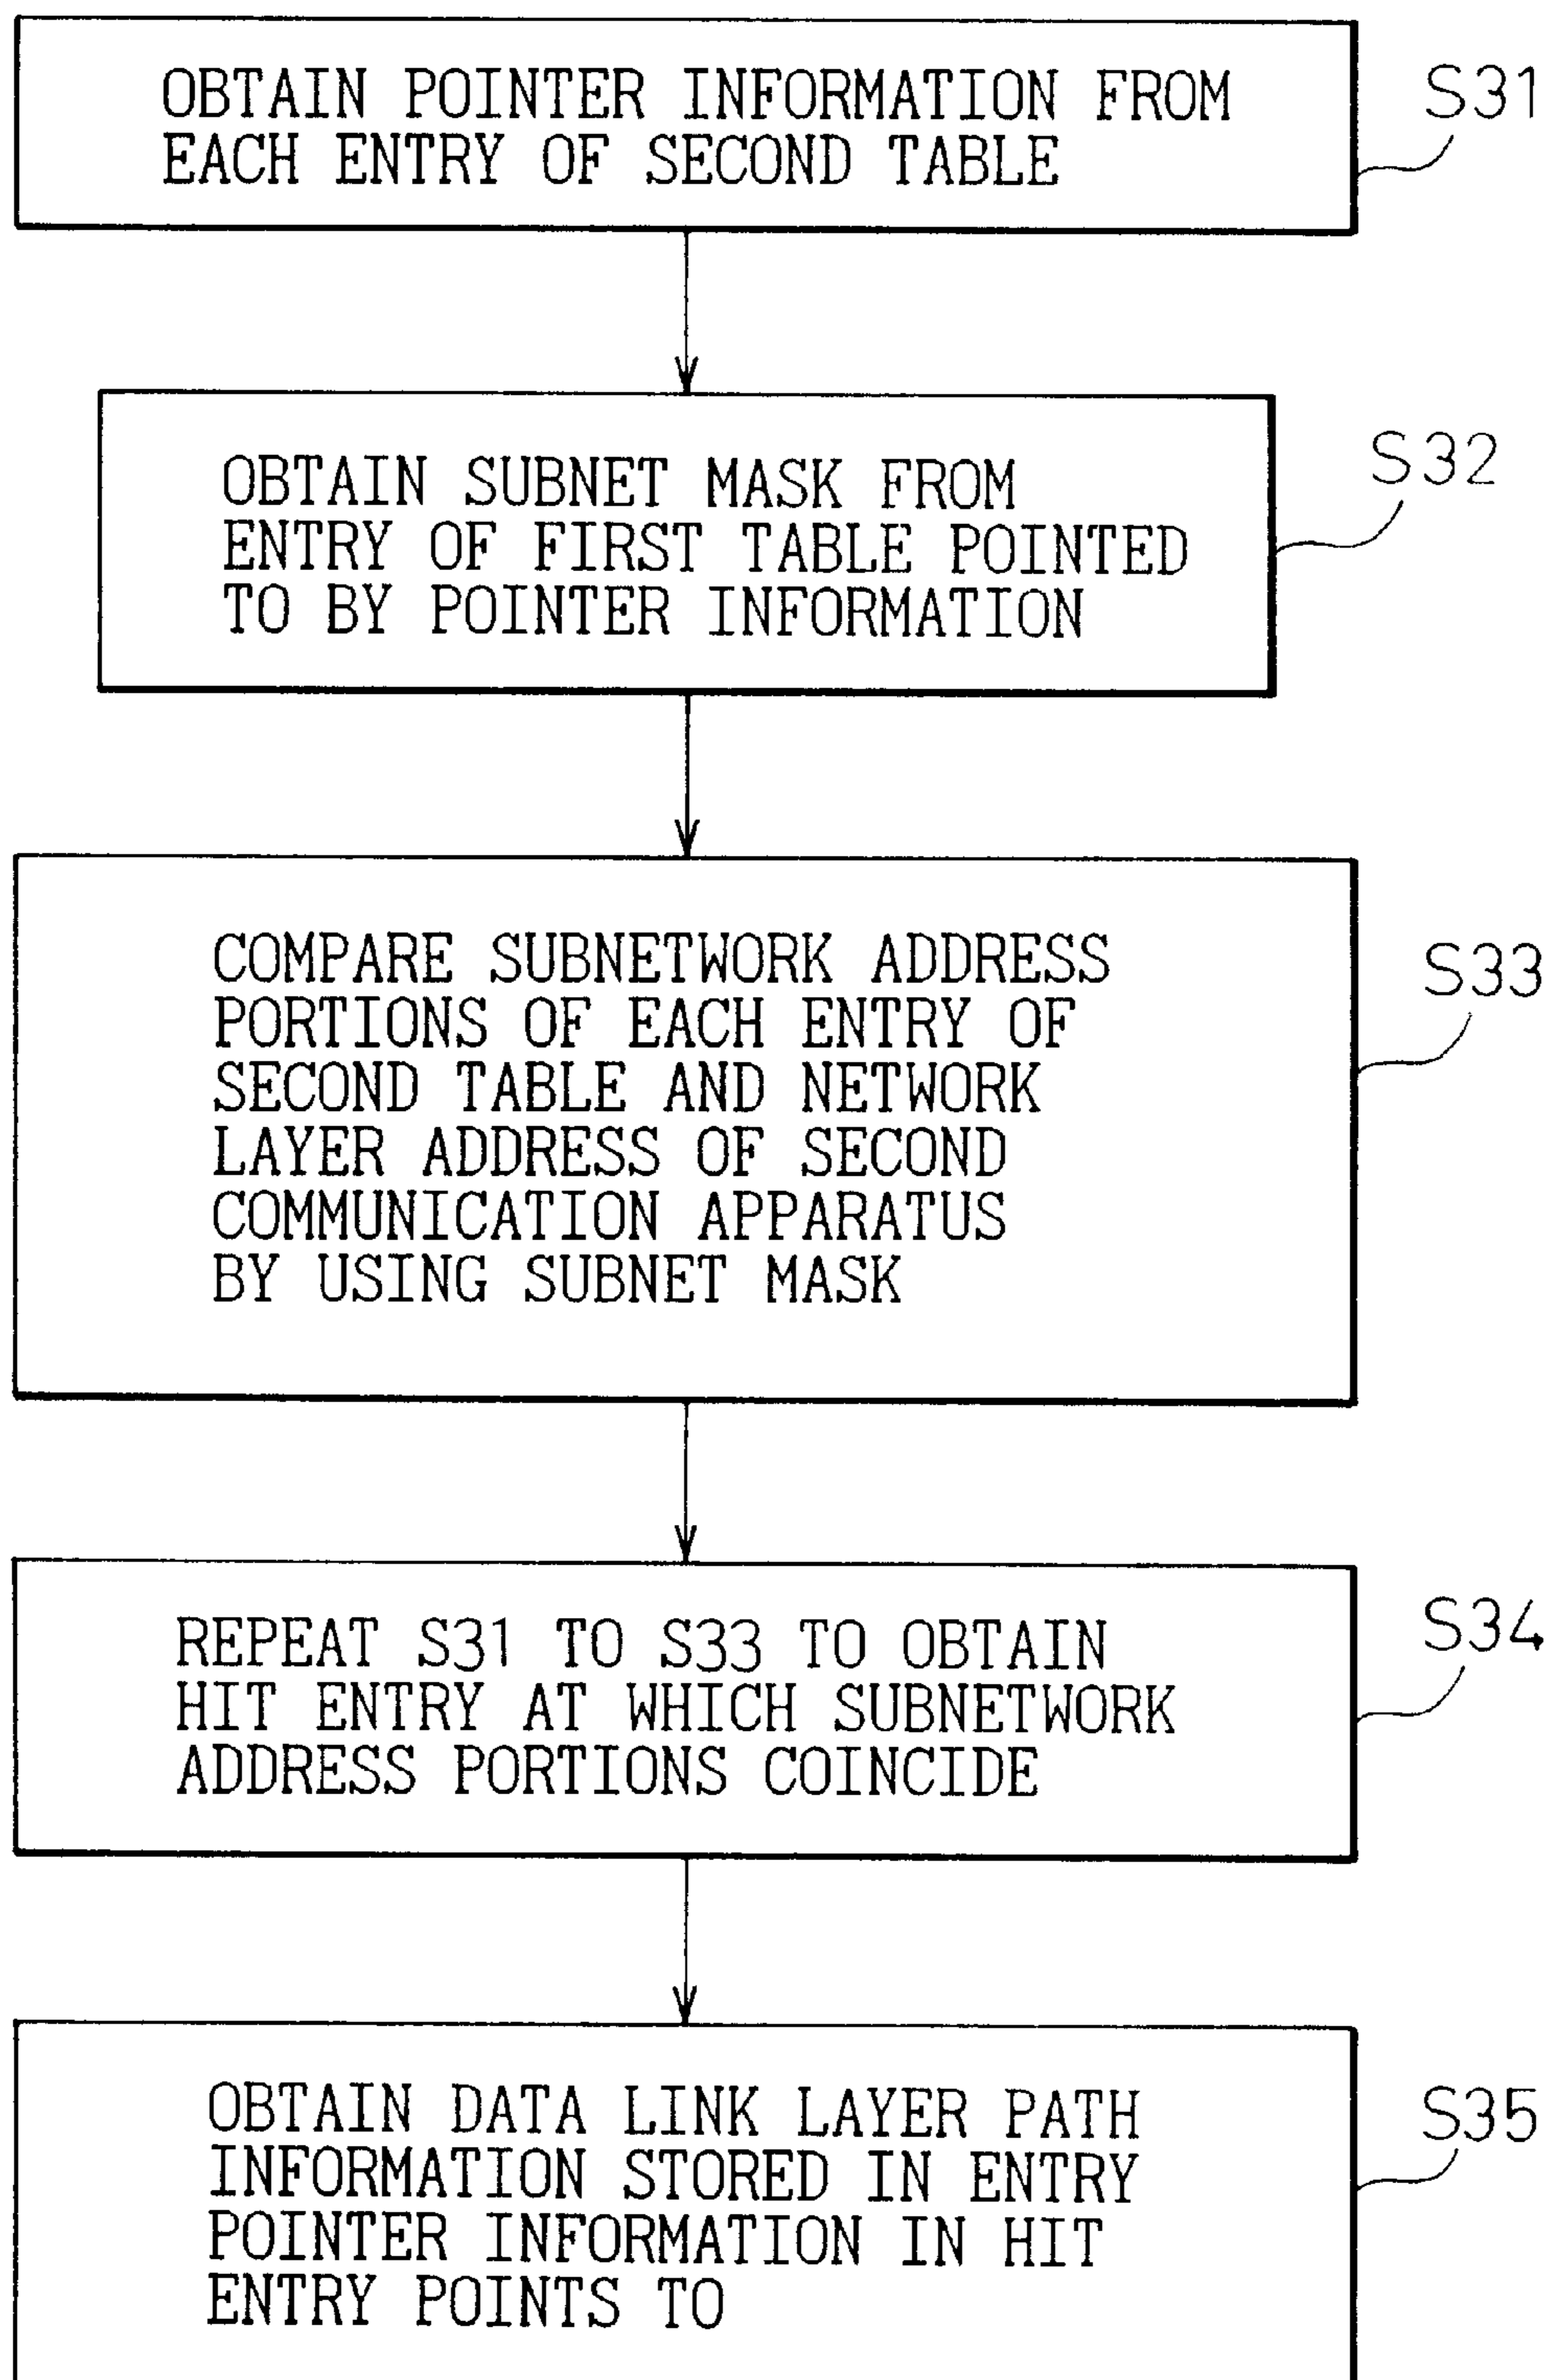 OBTAIN POINTER INFORMATION FROM
EACH ENTRY OF SECOND TABLE
S31
OBTAIN SUBNET MASK FROM
ENTRY OF FIRST TABLE POINTED
TO BY POINTER INFORMATION
S32
COMPARE SUBNETWORK ADDRESS
PORTIONS OF EACH ENTRY OF
SECOND TABLE AND NETWORK
LAYER ADDRESS OF SECOND
COMMUNICATION APPARATUS
BY USING SUBNET MASK
S33
REPEAT S31 TO S33 TO OBTAIN
HIT ENTRY AT WHICH SUBNETWORK
ADDRESS PORTIONS COINCIDE
S34
OBTAIN DATA LINK LAYER PATH
INFORMATION STORED IN ENTRY
POINTER INFORMATION IN HIT
ENTRY POINTS TO
S35